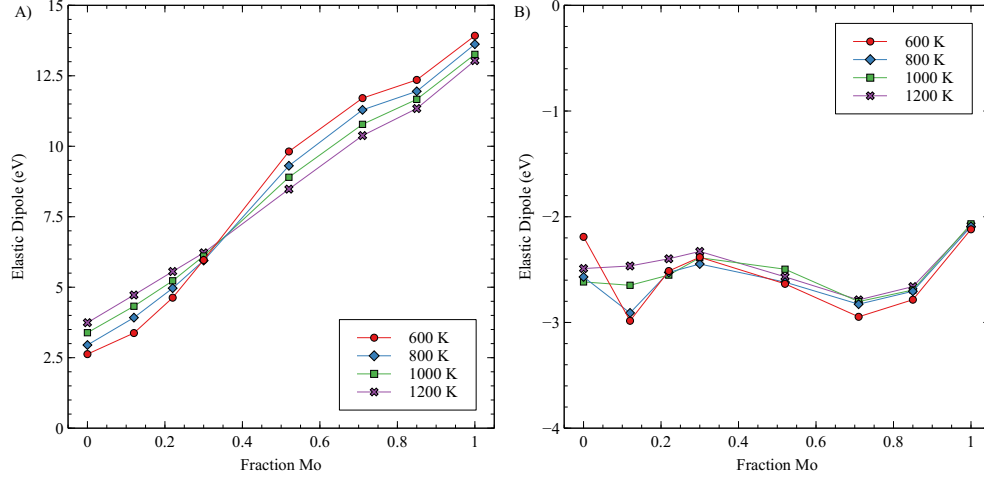 A)
15
12.5
10
7.5
5
2.5
0
Elastic Dipole (eV)
600 K
800 K
1000 K
1200 K
0 0.2 0.4 0.6 0.8 1
Fraction Mo
B)
0
−1
−2
−3
−4
Elastic Dipole (eV)
600 K
800 K
1000 K
1200 K
0 0.2 0.4 0.6 0.8 1
Fraction Mo